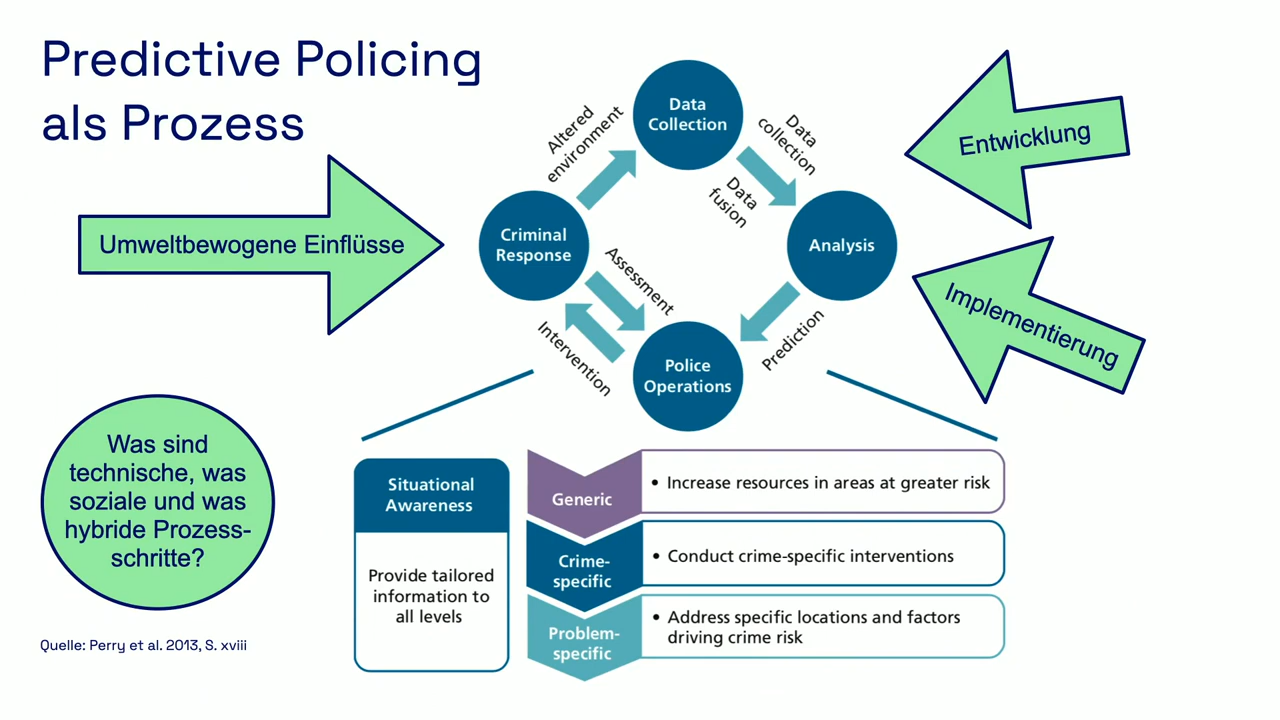 Predictive Policing
als Prozess
Data
Collection
Altered
environment
Data
collection
Data
fusion
Entwicklung
Umweltbewogene Einflüsse
Criminal
Response
Analysis
Assessment
Intervention
Prediction
Implementierung
Police
Operations
Was sind
technische, was
soziale und was
hybride Prozess-
schritte?
Situational
Awareness
Provide tailored
information to
all levels
Generic
• Increase resources in areas at greater risk
Crime-
specific
• Conduct crime-specific interventions
Problem-
specific
• Address specific locations and factors
driving crime risk
Quelle: Perry et al. 2013, S. xviii